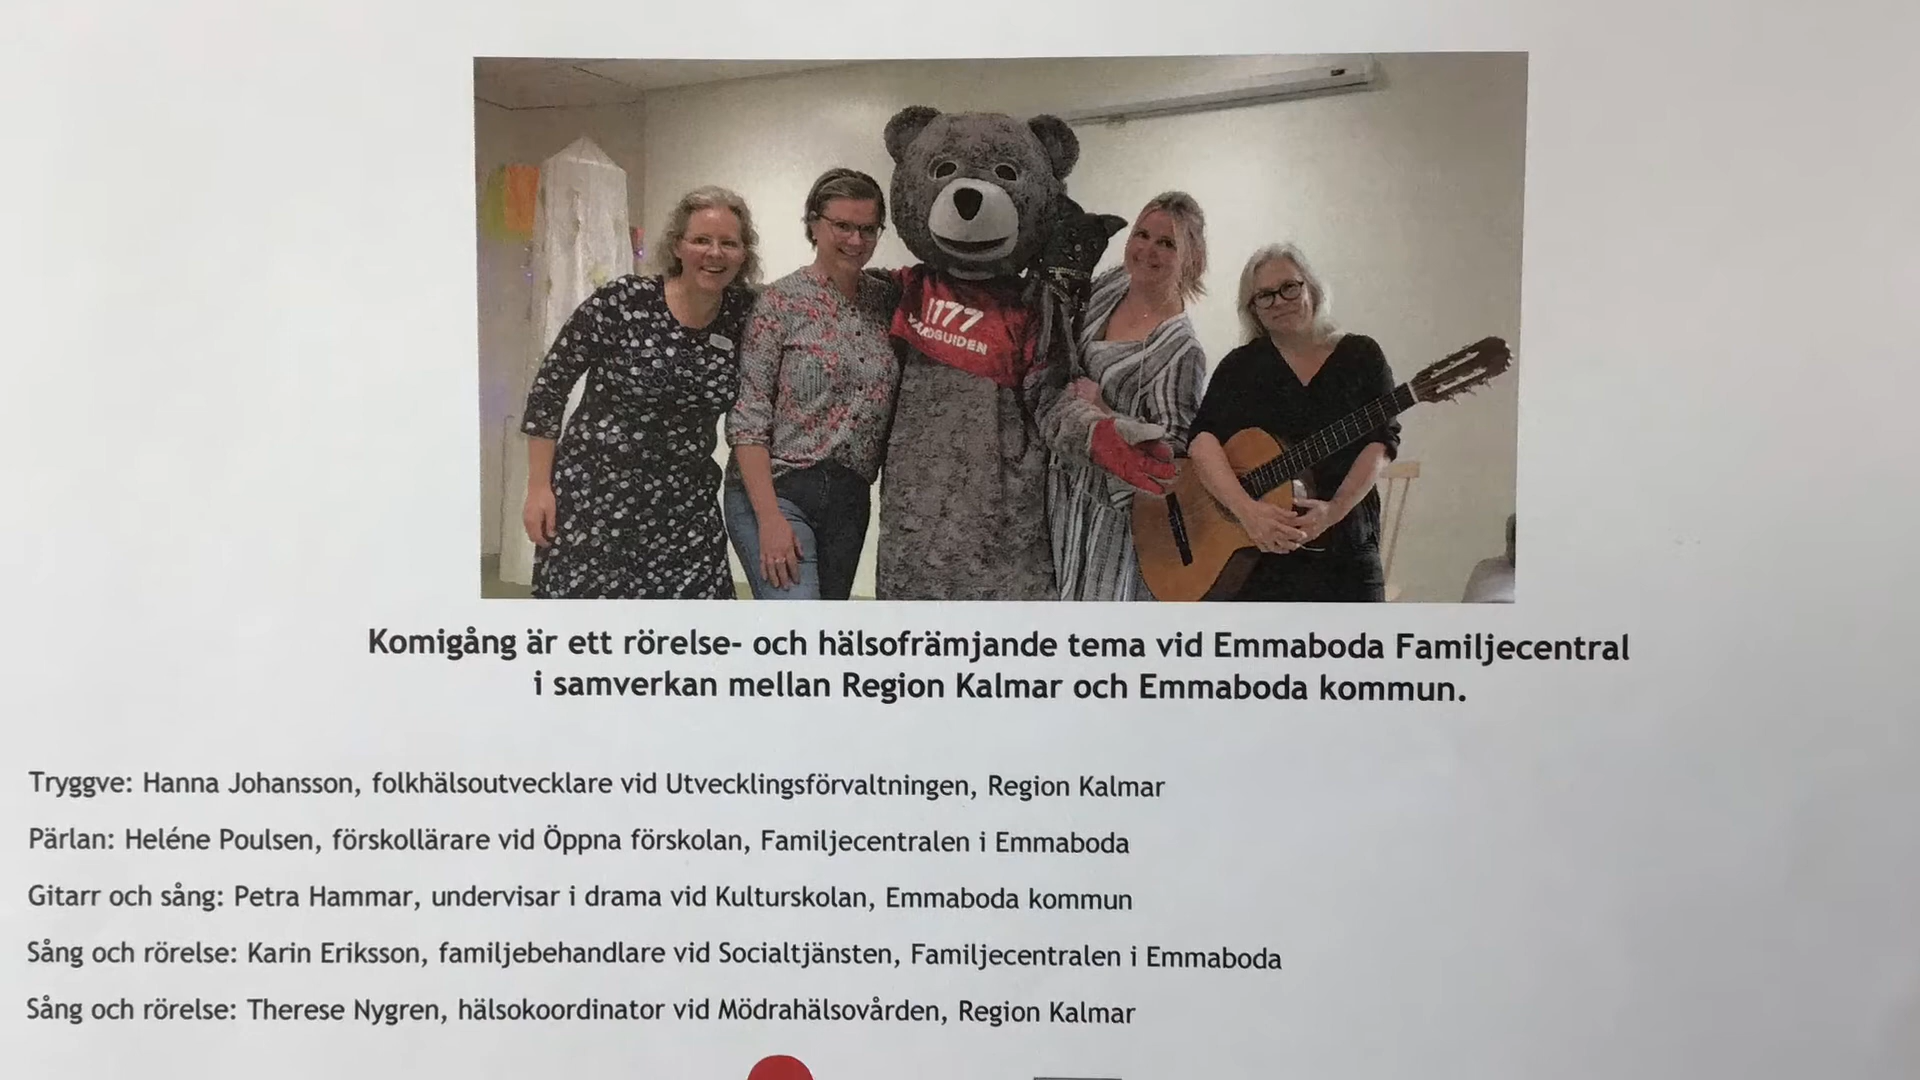 1177
VÅRDGUIDEN
Komigång är ett rörelse- och hälsofrämjande tema vid Emmaboda Familjecentral
i samverkan mellan Region Kalmar och Emmaboda kommun.
Tryggve: Hanna Johansson, folkhälsoutvecklare vid Utvecklingsförvaltningen, Region Kalmar
Pärlan: Heléne Poulsen, förskollärare vid Öppna förskolan, Familjecentralen i Emmaboda
Gitarr och sång: Petra Hammar, undervisar i drama vid Kulturskolan, Emmaboda kommun
Sång och rörelse: Karin Eriksson, familjebehandlare vid Socialtjänsten, Familjecentralen i Emmaboda
Sång och rörelse: Therese Nygren, hälsokoordinator vid Mödrahälsovården, Region Kalmar